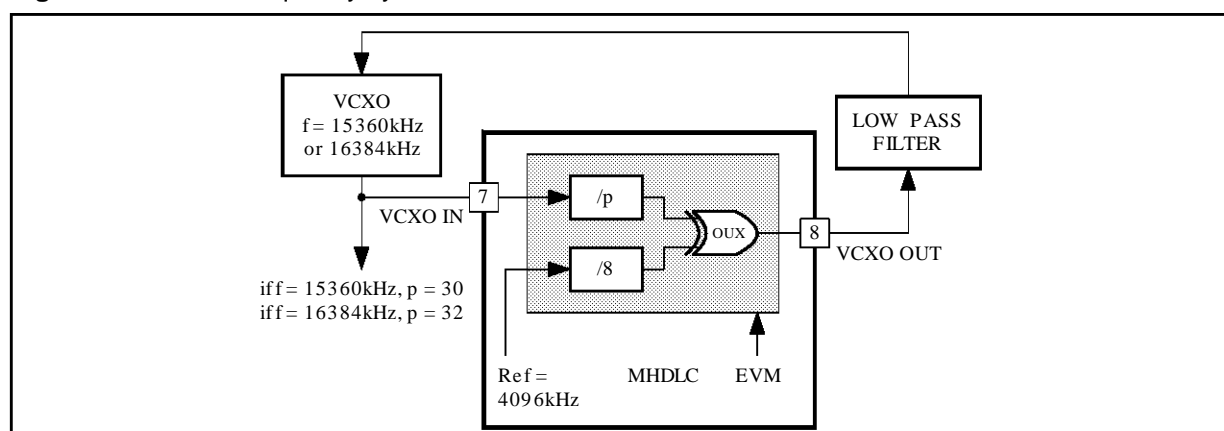 VCXO
f = 15360kHz
or 16384kHz
LOW PASS
FILTER
7
/p
VCXO IN
OUX
8
VCXO OUT
/8
if f = 15360kHz, p = 30
if f = 16384kHz, p = 32
Ref =
4096kHz
MHDLC
EVM